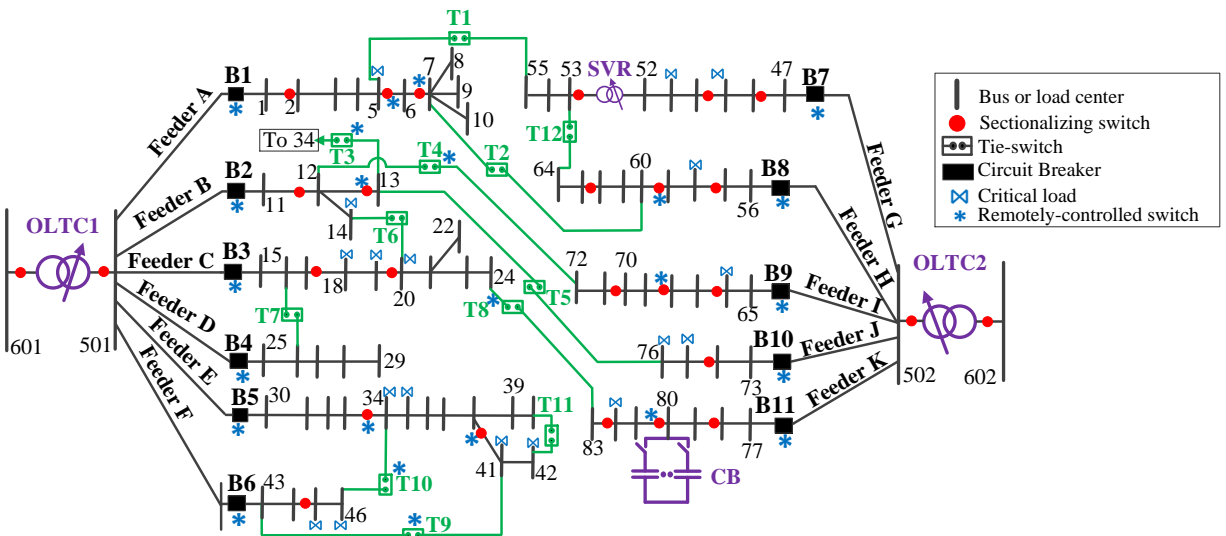 T1
7
8
B1
Feeder A
1
2
5
6
9
10
55
53
SVR
52
47
B7
Bus or load center
Sectionalizing switch
Tie-switch
Circuit Breaker
Critical load
Remotely-controlled switch
To 34
T3
T4
T2
T12
64
60
56
B8
Feeder G
B2
Feeder B
11
12
13
14
T6
22
Feeder H
OLTC1
B3
Feeder C
15
18
20
24
T8
T5
72
70
65
B9
Feeder I
OLTC2
601
501
Feeder D
T7
B4
25
29
76
73
B10
Feeder J
502
602
Feeder E
B5
30
34
39
T11
83
80
77
B11
Feeder K
Feeder F
41
42
CB
B6
43
46
T10
T9